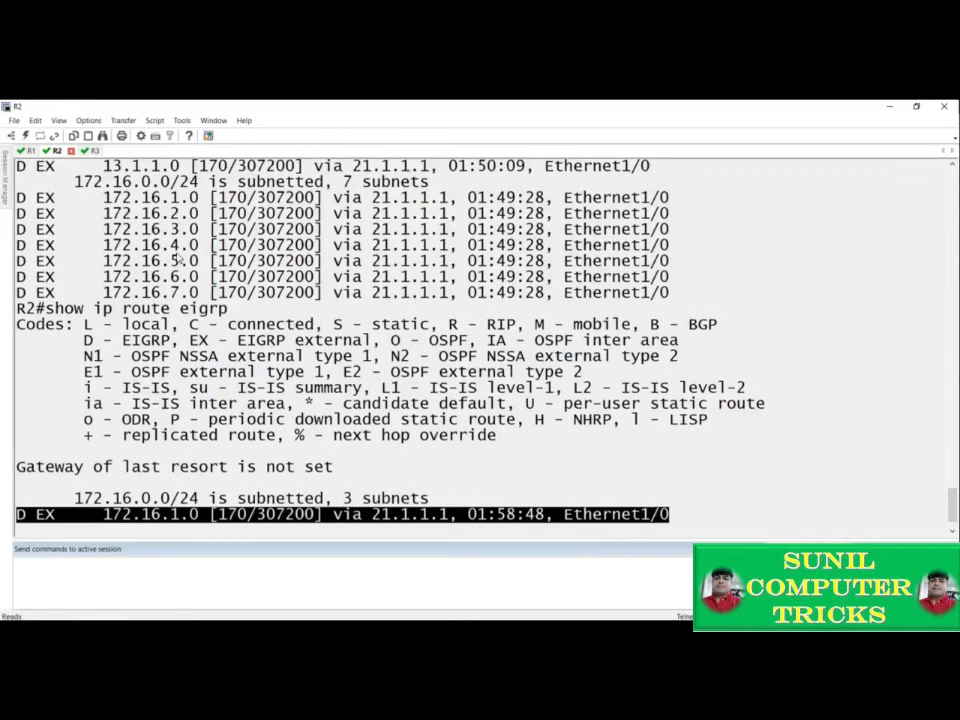 R2
File Edit View Options Transfer Script Tools Window Help
R1 R2 R3
Session Manager
D EX 13.1.1.0 [170/307200] via 21.1.1.1, 01:50:09, Ethernet1/0
172.16.0.0/24 is subnetted, 7 subnets
D EX 172.16.1.0 [170/307200] via 21.1.1.1, 01:49:28, Ethernet1/0
D EX 172.16.2.0 [170/307200] via 21.1.1.1, 01:49:28, Ethernet1/0
D EX 172.16.3.0 [170/307200] via 21.1.1.1, 01:49:28, Ethernet1/0
D EX 172.16.4.0 [170/307200] via 21.1.1.1, 01:49:28, Ethernet1/0
D EX 172.16.5.0 [170/307200] via 21.1.1.1, 01:49:28, Ethernet1/0
D EX 172.16.6.0 [170/307200] via 21.1.1.1, 01:49:28, Ethernet1/0
D EX 172.16.7.0 [170/307200] via 21.1.1.1, 01:49:28, Ethernet1/0
R2#show ip route eigrp
Codes: L - local, C - connected, S - static, R - RIP, M - mobile, B - BGP
D - EIGRP, EX - EIGRP external, O - OSPF, IA - OSPF inter area
N1 - OSPF NSSA external type 1, N2 - OSPF NSSA external type 2
E1 - OSPF external type 1, E2 - OSPF external type 2
i - IS-IS, su - IS-IS summary, L1 - IS-IS level-1, L2 - IS-IS level-2
ia - IS-IS inter area, * - candidate default, U - per-user static route
o - ODR, P - periodic downloaded static route, H - NHRP, l - LISP
+ - replicated route, % - next hop override
Gateway of last resort is not set
172.16.0.0/24 is subnetted, 3 subnets
D EX 172.16.1.0 [170/307200] via 21.1.1.1, 01:58:48, Ethernet1/0
Send commands to active session
Ready
Telne
SUNIL
COMPUTER
TRICKS